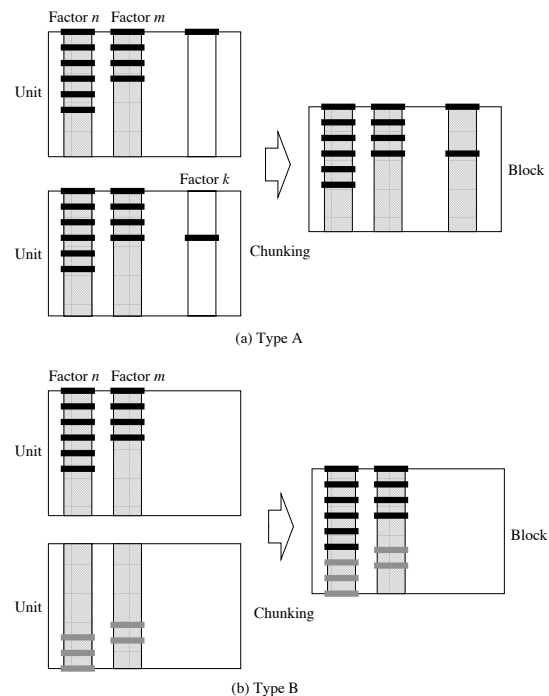 Factor n Factor m
Unit
Factor k
Block
Unit
Chunking
(a) Type A
Factor n Factor m
Unit
Block
Unit
Chunking
(b) Type B